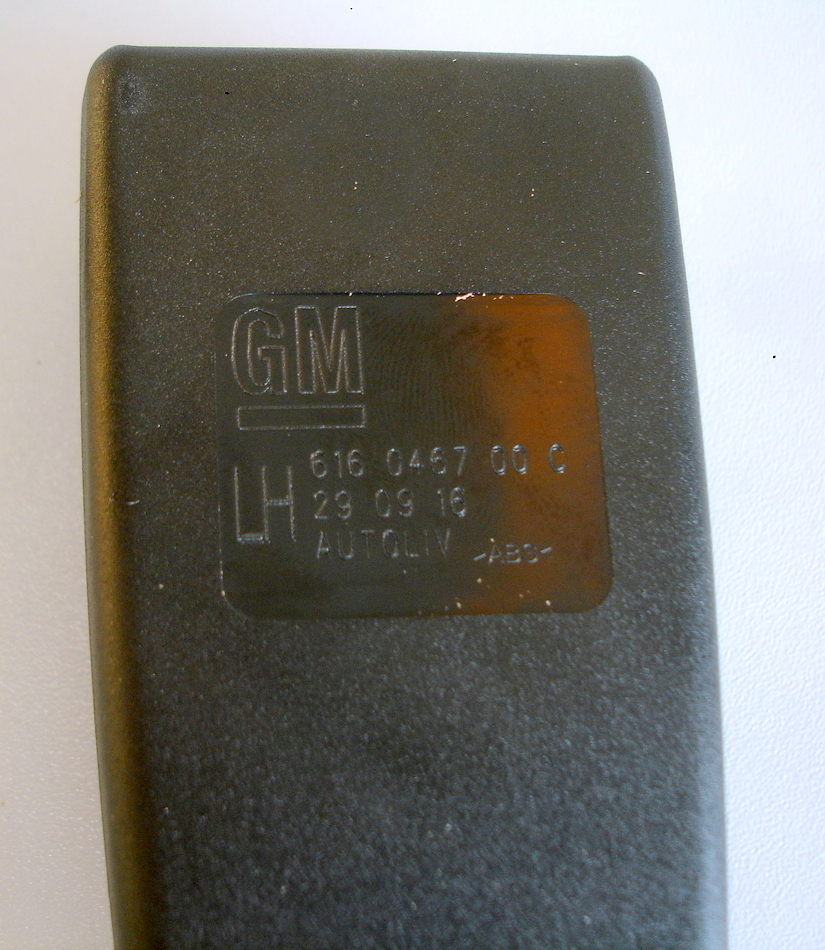 GM
LH
616 0467 00 C
29 09 16
AUTOLIV >ABS<